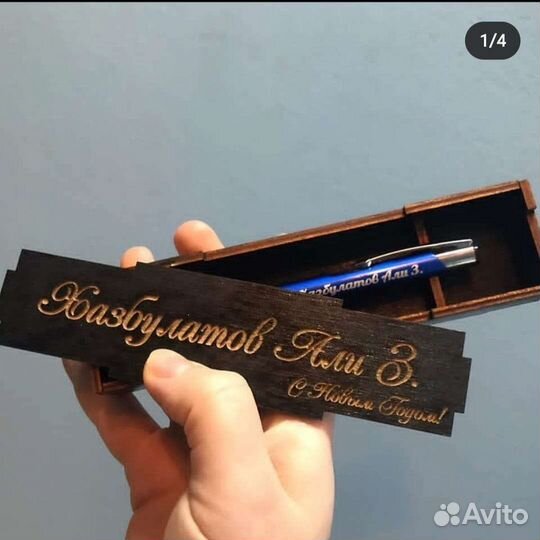 1/4
Хазбулатов Али З.
Хазбулатов Али З.
С Новым Годом!
Avito